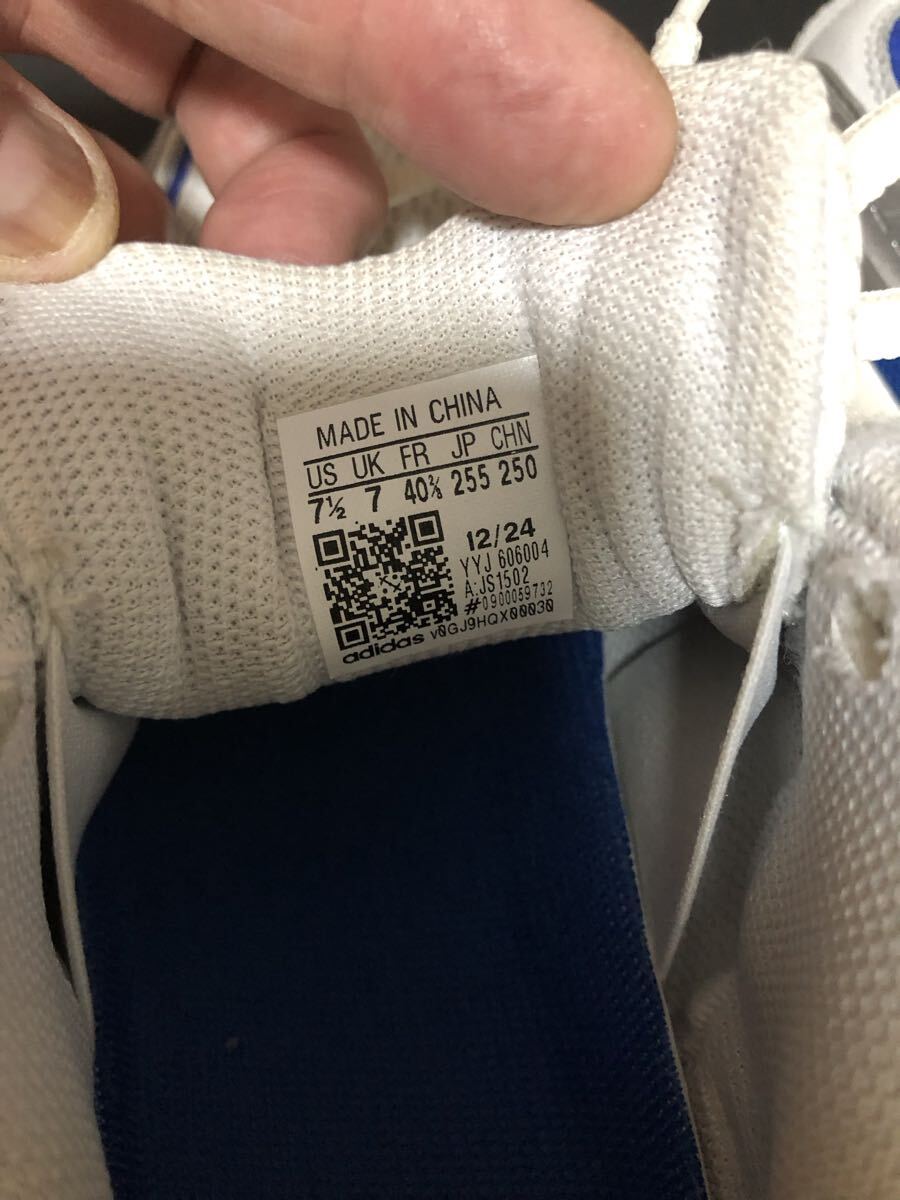 MADE IN CHINA
US UK FR JP CHN
7½ 7 40⅔ 255 250
12/24
YYJ 606004
A:JS1502
#0900059732
adidas v0GJ9HQX00030